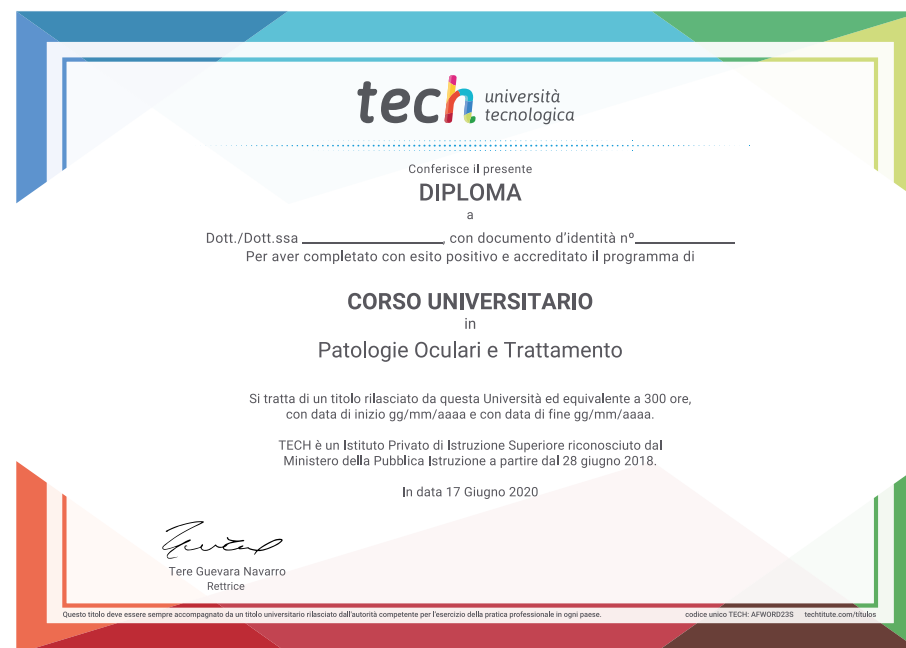 tech università
tecnologica
Conferisce il presente
DIPLOMA
a
Dott./Dott.ssa ________________, con documento d'identità nº____________
Per aver completato con esito positivo e accreditato il programma di
CORSO UNIVERSITARIO
in
Patologie Oculari e Trattamento
Si tratta di un titolo rilasciato da questa Università ed equivalente a 300 ore,
con data di inizio gg/mm/aaaa e con data di fine gg/mm/aaaa.
TECH è un Istituto Privato di Istruzione Superiore riconosciuto dal
Ministero della Pubblica Istruzione a partire dal 28 giugno 2018.
In data 17 Giugno 2020
Tere Guevara Navarro
Rettrice
Questo titolo deve essere sempre accompagnato da un titolo universitario rilasciato dall'autorità competente per l'esercizio della pratica professionale in ogni paese. codice unico TECH: AFWORD23S techtitute.com/titulos